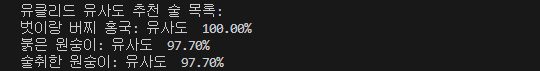 유클리드 유사도 추천 술 목록:
벗이랑 버찌 홍국: 유사도  100.00%
붉은 원숭이: 유사도  97.70%
술취한 원숭이: 유사도  97.70%